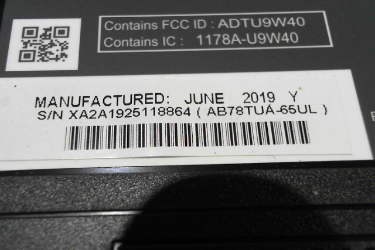 Contains FCC ID : ADTU9W40
Contains IC : 1178A-U9W40
MANUFACTURED: JUNE 2019 Y
S/N XA2A1925118864 ( AB78TUA-65UL )